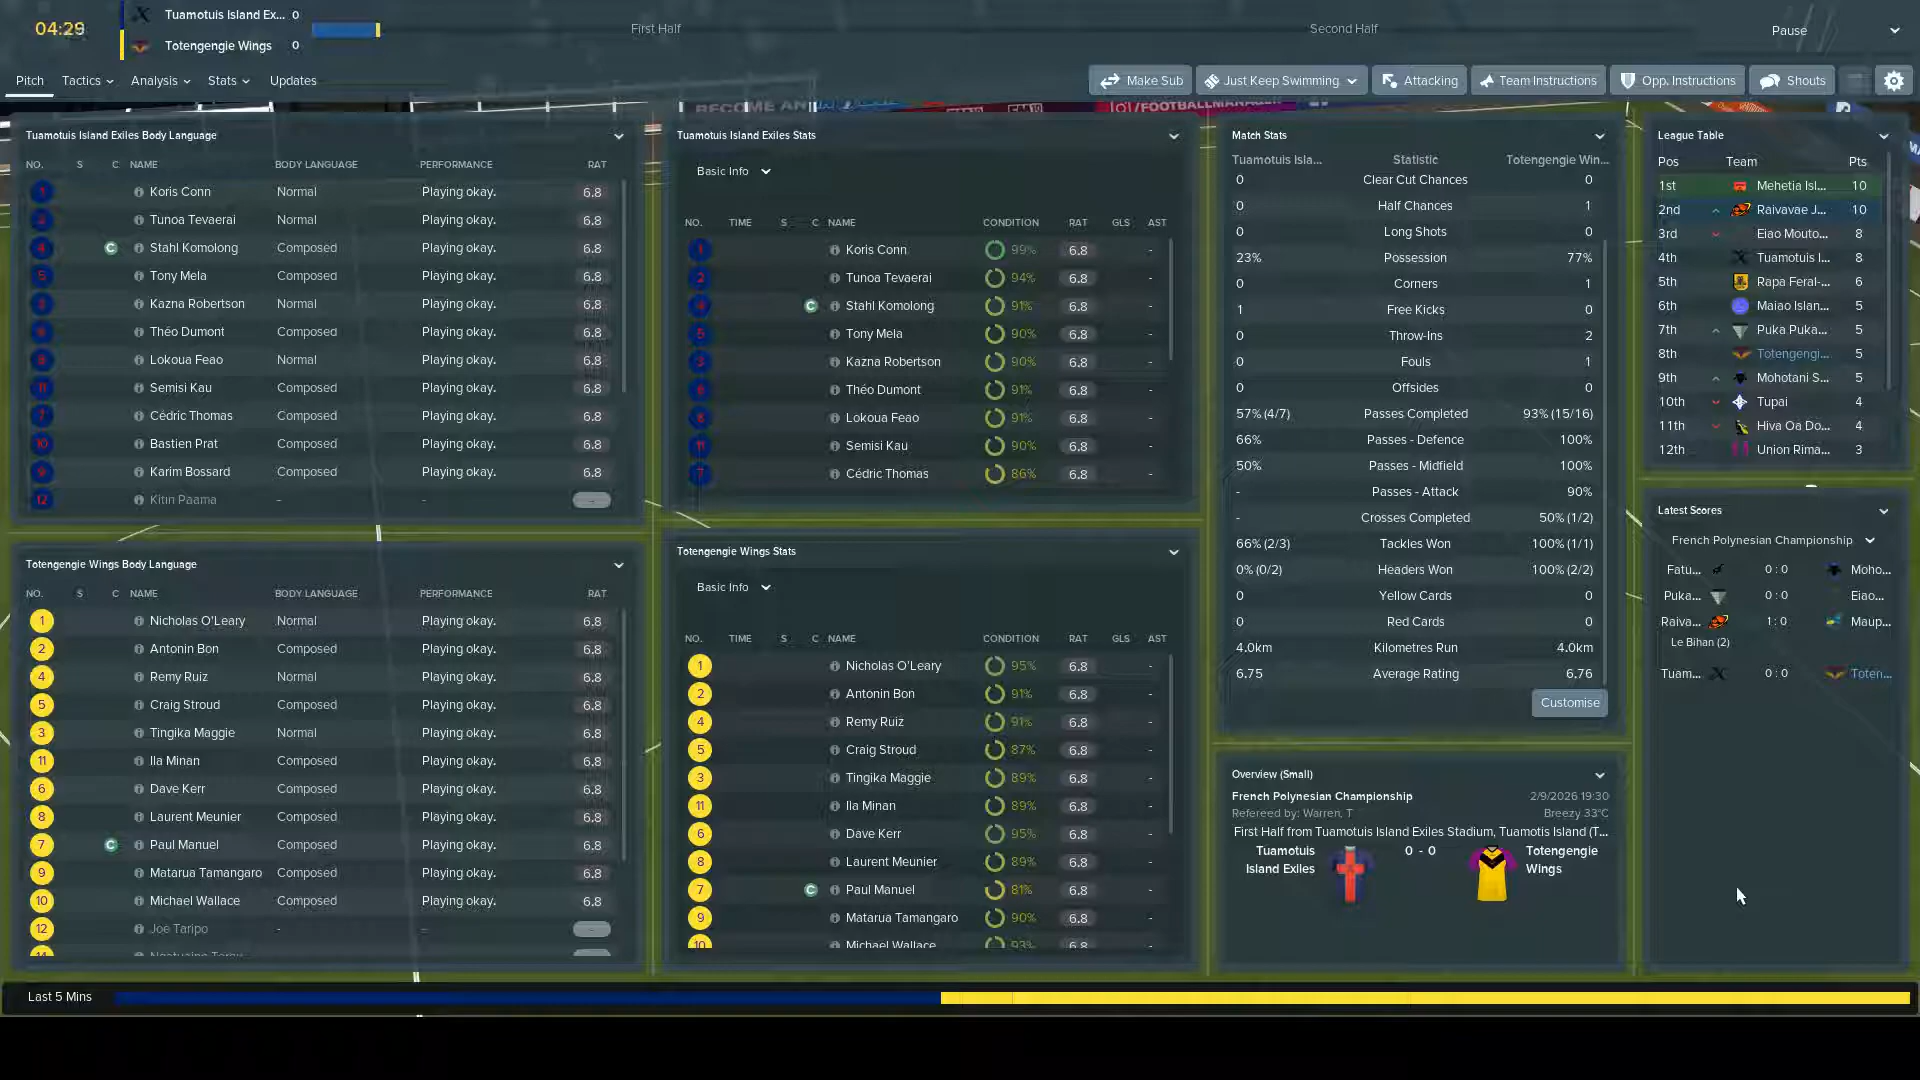 04:29
Tuamotuis Island Ex... 0
Totengengie Wings 0
First Half
Second Half
Pause
Pitch
Tactics
Analysis
Stats
Updates
Make Sub
Just Keep Swimming
Attacking
Team Instructions
Opp. Instructions
Shouts
Tuamotuis Island Exiles Body Language
NO. S C NAME BODY LANGUAGE PERFORMANCE RAT
Koris Conn Normal Playing okay. 6.8
Tunoa Tevaerai Normal Playing okay. 6.8
4 C Stahl Komolong Composed Playing okay. 6.8
5 Tony Mela Composed Playing okay. 6.8
3 Kazna Robertson Normal Playing okay. 6.8
Théo Dumont Composed Playing okay. 6.8
Lokoua Feao Normal Playing okay. 6.8
11 Semisi Kau Composed Playing okay. 6.8
7 Cédric Thomas Composed Playing okay. 6.8
10 Bastien Prat Composed Playing okay. 6.8
9 Karim Bossard Composed Playing okay. 6.8
12 Kitin Paama - - -
Totengengie Wings Body Language
NO. S C NAME BODY LANGUAGE PERFORMANCE RAT
1 Nicholas O'Leary Normal Playing okay. 6.8
2 Antonin Bon Composed Playing okay. 6.8
4 Remy Ruiz Normal Playing okay. 6.8
5 Craig Stroud Composed Playing okay. 6.8
3 Tingika Maggie Normal Playing okay. 6.8
11 Ila Minan Composed Playing okay. 6.8
6 Dave Kerr Composed Playing okay. 6.8
8 Laurent Meunier Composed Playing okay. 6.8
7 C Paul Manuel Composed Playing okay. 6.8
9 Matarua Tamangaro Composed Playing okay. 6.8
10 Michael Wallace Composed Playing okay. 6.8
12 Joe Taripo - - -
Tuamotuis Island Exiles Stats
Basic Info
NO. TIME S C NAME CONDITION RAT GLS AST
1 Koris Conn 99% 6.8 -
2 Tunoa Tevaerai 94% 6.8 -
4 C Stahl Komolong 91% 6.8 -
5 Tony Mela 90% 6.8 -
3 Kazna Robertson 90% 6.8 -
6 Théo Dumont 91% 6.8 -
8 Lokoua Feao 91% 6.8 -
11 Semisi Kau 90% 6.8 -
7 Cédric Thomas 86% 6.8 -
Totengengie Wings Stats
Basic Info
NO. TIME S C NAME CONDITION RAT GLS AST
1 Nicholas O'Leary 95% 6.8 -
2 Antonin Bon 91% 6.8 -
4 Remy Ruiz 91% 6.8 -
5 Craig Stroud 87% 6.8 -
3 Tingika Maggie 89% 6.8 -
11 Ila Minan 89% 6.8 -
6 Dave Kerr 95% 6.8 -
8 Laurent Meunier 89% 6.8 -
7 C Paul Manuel 81% 6.8 -
9 Matarua Tamangaro 90% 6.8 -
10 Michael Wallace 93% 6.8 -
Match Stats
Tuamotuis Isla... Statistic Totengengie Win...
0 Clear Cut Chances 0
0 Half Chances 1
0 Long Shots 0
23% Possession 77%
0 Corners 1
1 Free Kicks 0
0 Throw-Ins 2
0 Fouls 1
0 Offsides 0
57% (4/7) Passes Completed 93% (15/16)
66% Passes - Defence 100%
50% Passes - Midfield 100%
- Passes - Attack 90%
- Crosses Completed 50% (1/2)
66% (2/3) Tackles Won 100% (1/1)
0% (0/2) Headers Won 100% (2/2)
0 Yellow Cards 0
0 Red Cards 0
4.0km Kilometres Run 4.0km
6.75 Average Rating 6.76
Customise
Overview (Small)
French Polynesian Championship 2/9/2026 19:30
Refereed by: Warren. T Breezy 33°C
First Half from Tuamotuis Island Exiles Stadium, Tuamotis Island (T...
Tuamotuis Island Exiles
0 - 0
Totengengie Wings
League Table
Pos Team Pts
1st Mehetia Isl... 10
2nd Raivavae J... 10
3rd Eiao Mouto... 8
4th Tuamotuis I... 8
5th Rapa Feral-... 6
6th Maiao Islan... 5
7th Puka Puka... 5
8th Totengengi... 5
9th Mohotani S... 5
10th Tupai 4
11th Hiva Oa Do... 4
12th Union Rima... 3
Latest Scores
French Polynesian Championship
Fatu... 0 : 0 Moho...
Puka... 0 : 0 Eiao...
Raiva... 1 : 0 Maup...
Le Bihan (2)
Tuam... 0 : 0 Toten...
Last 5 Mins